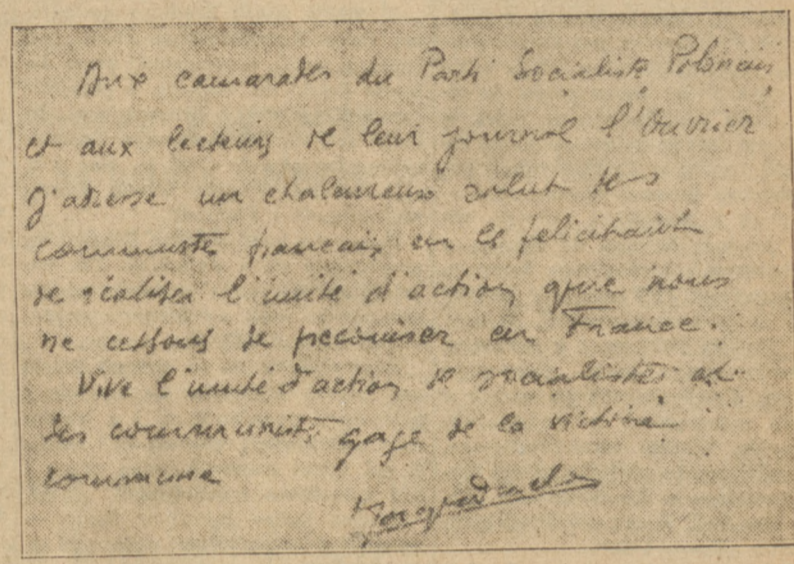 Aux camarades du Parti Socialiste Polonais
et aux lecteurs de leur journal l'Ouvrier
j'adresse un chaleureux salut des
communistes français en les félicitant
de réaliser l'unité d'action que nous
ne cessons de préconiser en France.
Vive l'unité d'action de socialistes et
des communistes gage de la victoire
commune